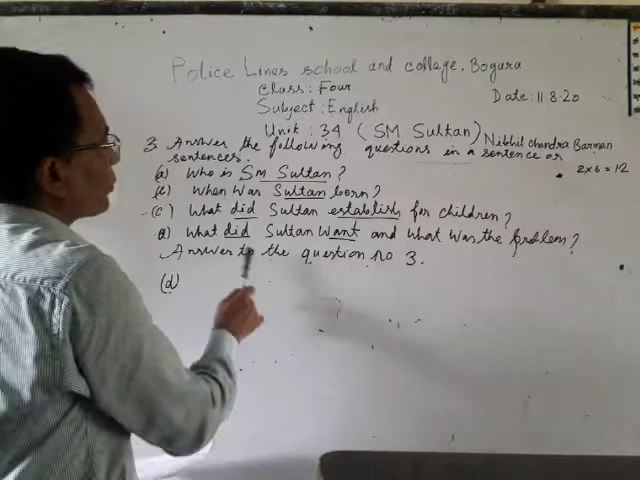 Police Lines school and college, Bogura
Class: Four
Date: 11.8.20
Subject: English
Unit: 34 (SM Sultan)
Nikhil Chandra Barman
3 Answer the following questions in a sentence or
sentences.
2x6=12
(a) Who is SM Sultan?
(b) When was Sultan born?
(c) What did Sultan establish for children?
(d) What did Sultan want and what was the problem?
Answer to the question no 3.
(d)